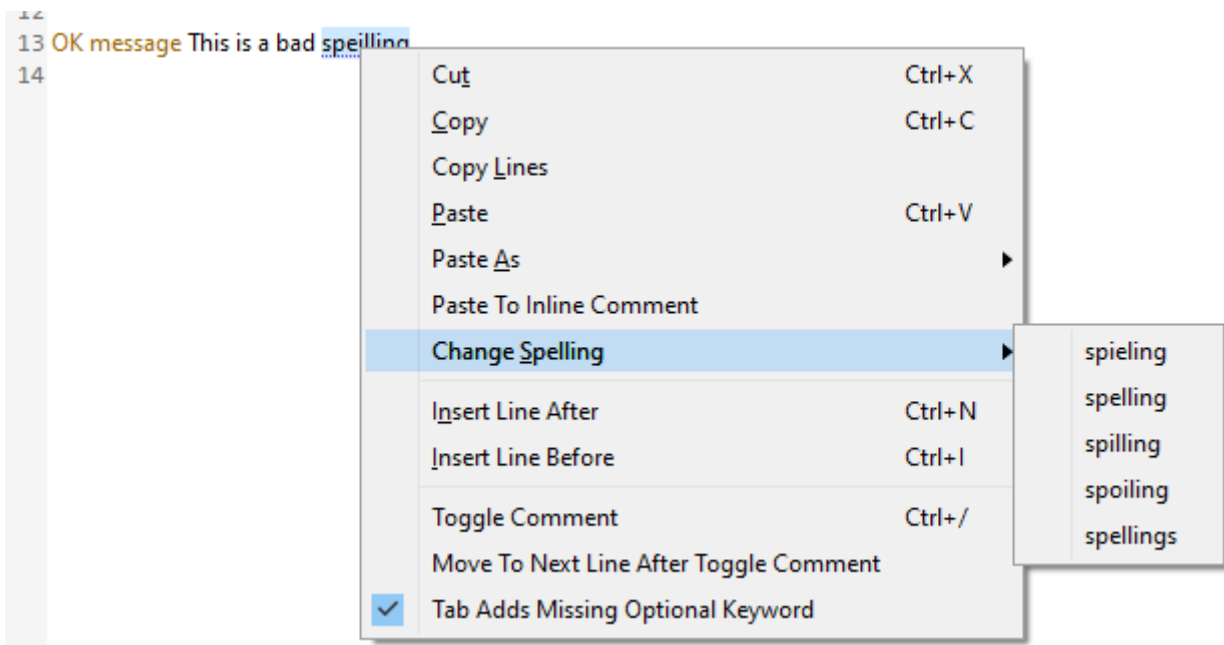 12
13 OK message This is a bad speilling
14
Cut Ctrl+X
Copy Ctrl+C
Copy Lines
Paste Ctrl+V
Paste As
Paste To Inline Comment
Change Spelling
spieling
spelling
spilling
spoiling
spellings
Insert Line After Ctrl+N
Insert Line Before Ctrl+I
Toggle Comment Ctrl+/
Move To Next Line After Toggle Comment
Tab Adds Missing Optional Keyword